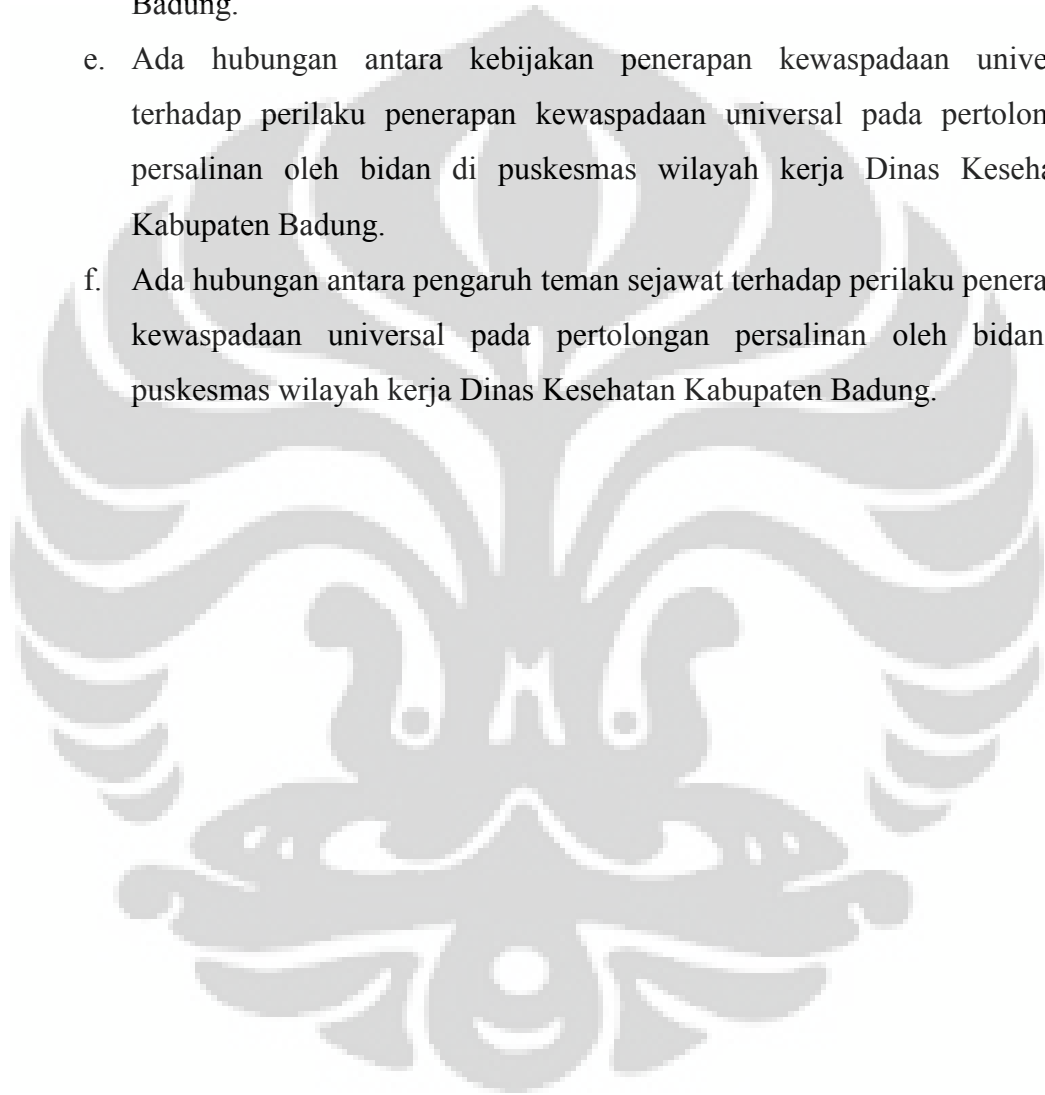 Badung.
e. Ada hubungan antara kebijakan penerapan kewaspadaan unive
terhadap perilaku penerapan kewaspadaan universal pada pertolon
persalinan oleh bidan di puskesmas wilayah kerja Dinas Keseha
Kabupaten Badung.
f. Ada hubungan antara pengaruh teman sejawat terhadap perilaku penera
kewaspadaan universal pada pertolongan persalinan oleh bidan
puskesmas wilayah kerja Dinas Kesehatan Kabupaten Badung.